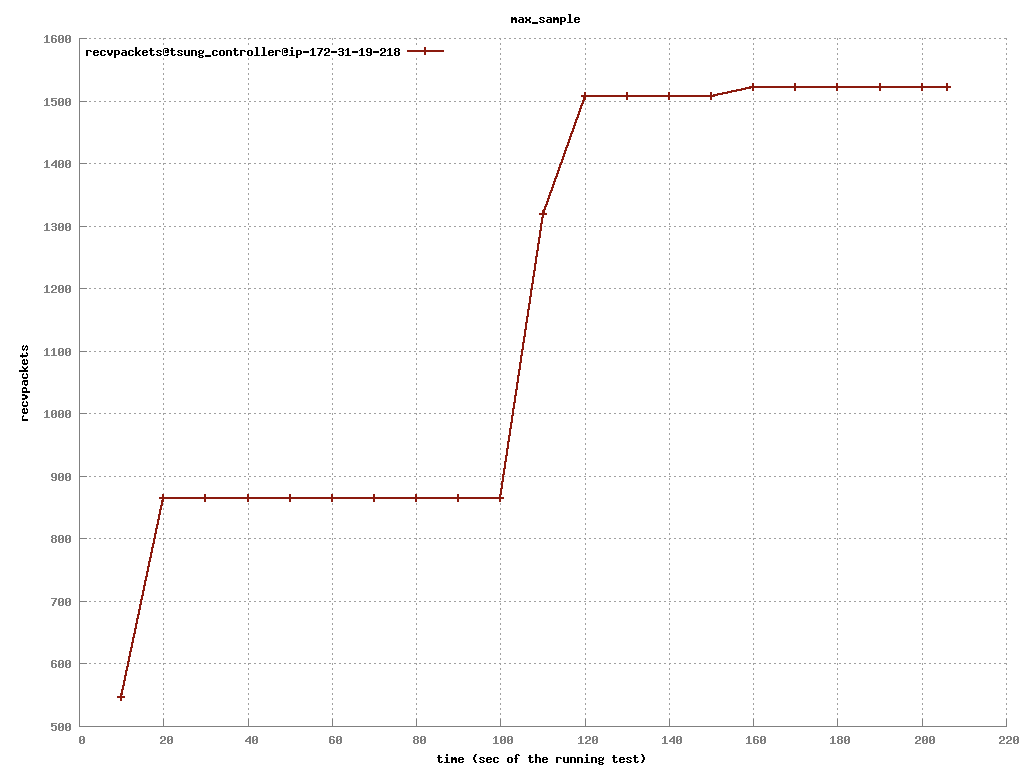 max_sample
recvpackets@tsung_controller@ip-172-31-19-218
1600
1500
1400
1300
1200
1100
1000
900
800
700
600
500
recvpackets
0 20 40 60 80 100 120 140 160 180 200 220
time (sec of the running test)